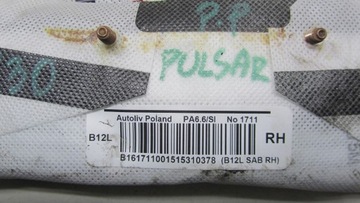 P.P
30
PULSAR
Autoliv Poland PA6.6/SI No 1711
B12L RH
B161711001515310378 (B12L SAB RH)